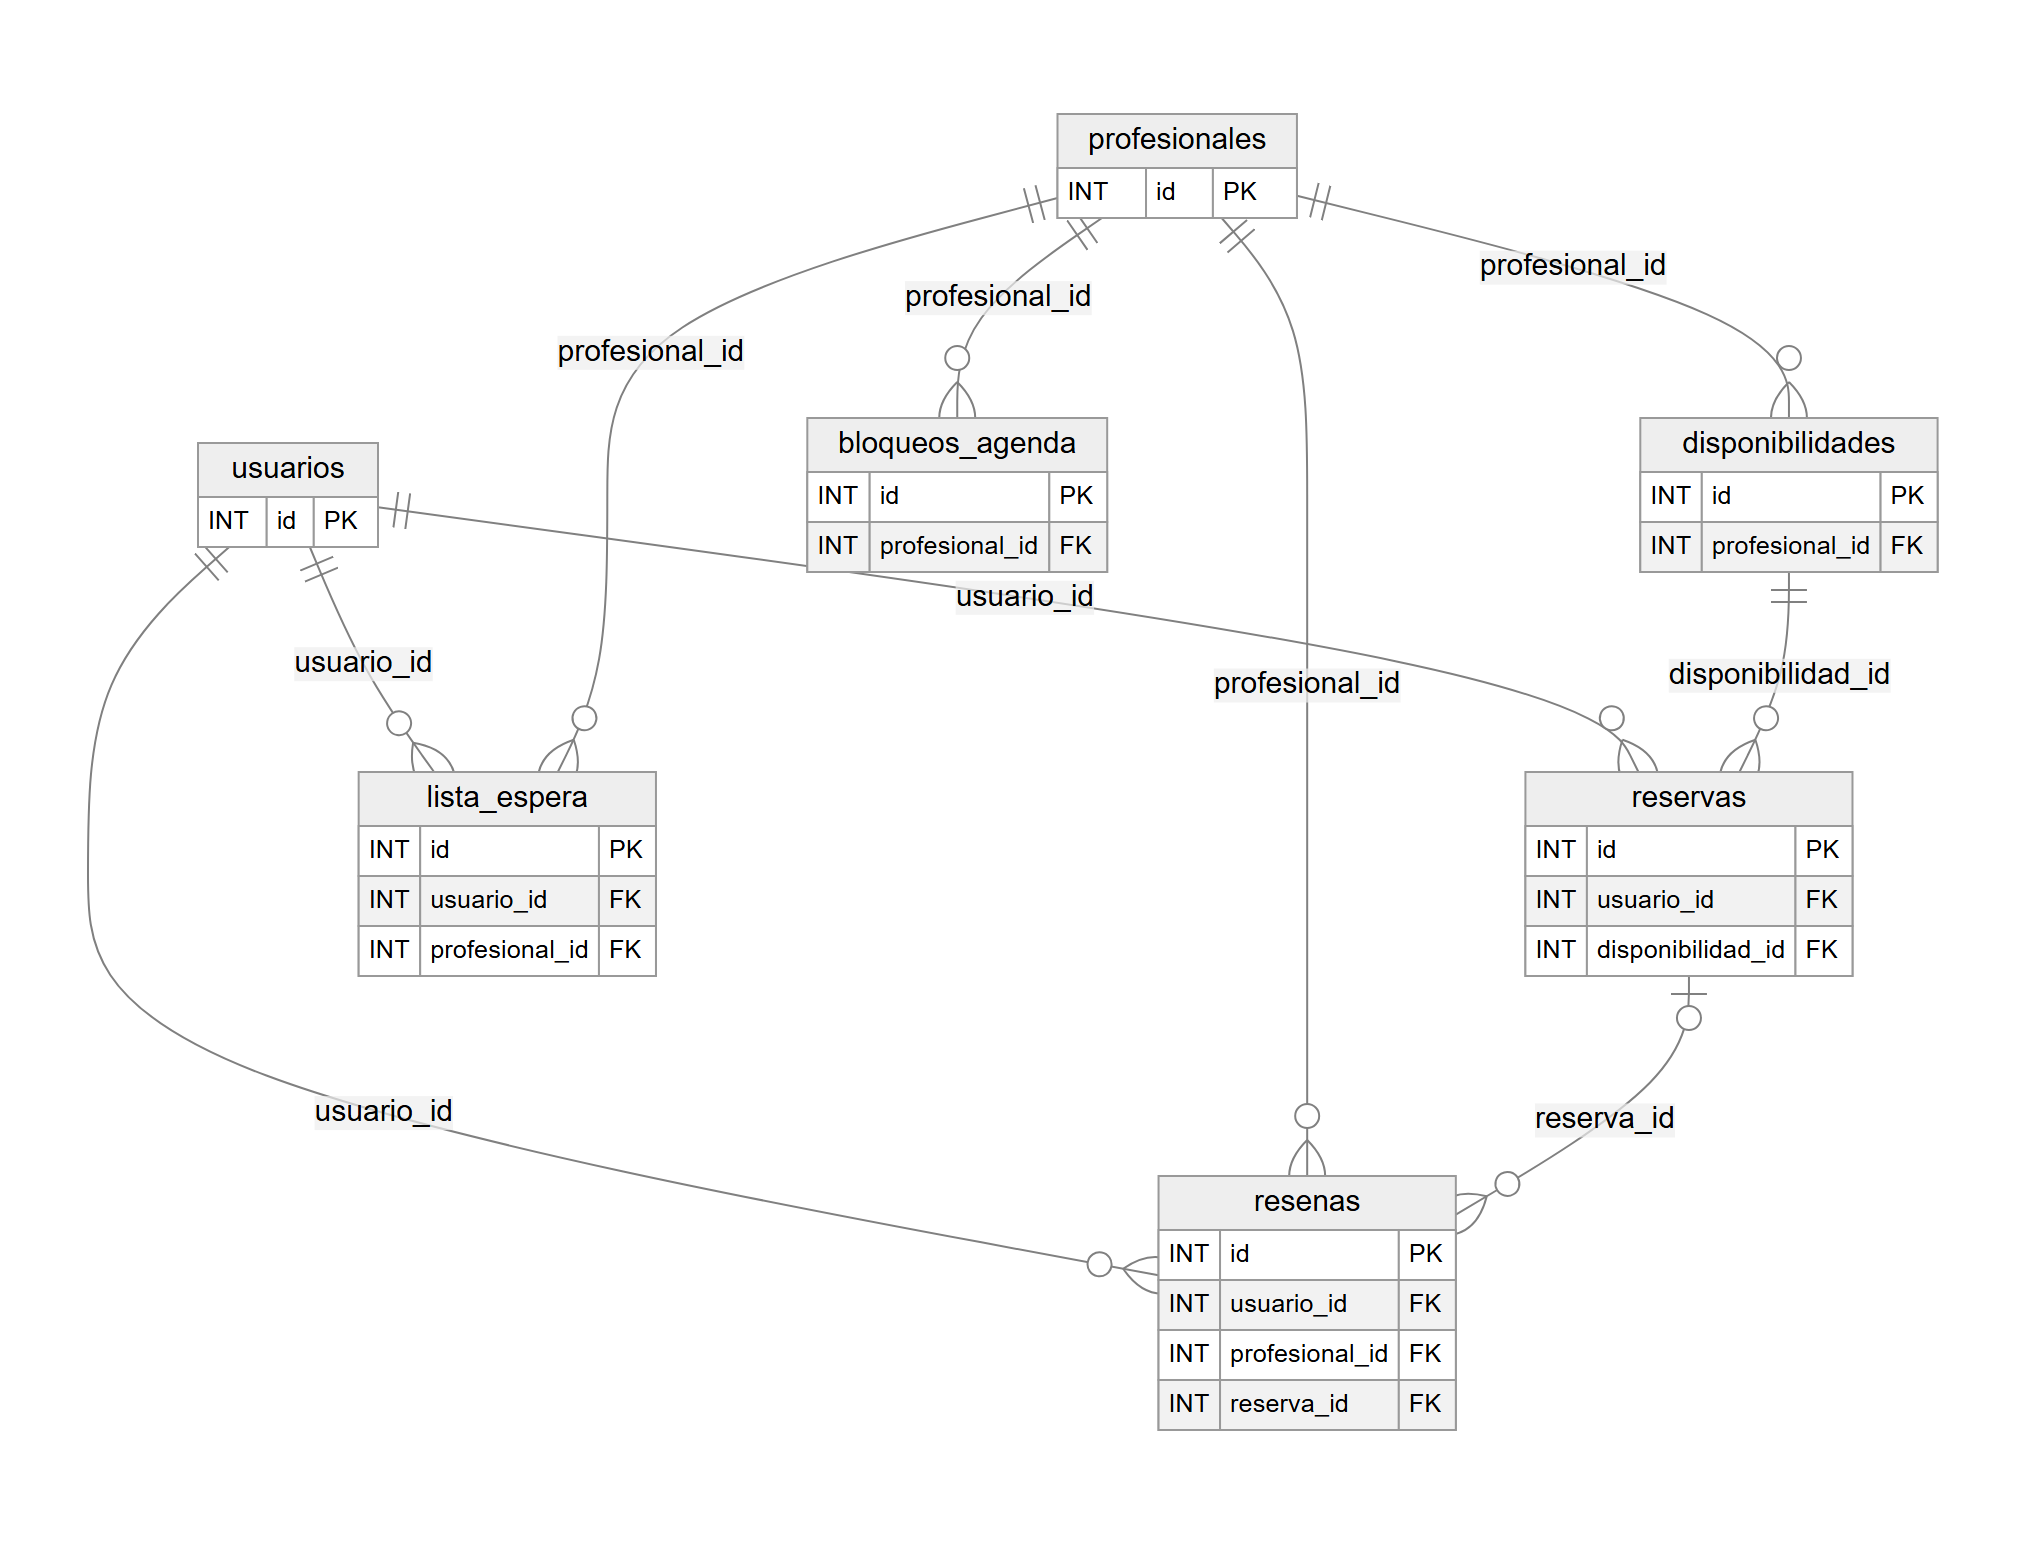 profesionales
INT id PK
profesional_id
profesional_id
profesional_id
bloqueos_agenda
INT id PK
INT profesional_id FK
disponibilidades
INT id PK
INT profesional_id FK
usuarios
INT id PK
usuario_id
usuario_id
profesional_id
disponibilidad_id
lista_espera
INT id PK
INT usuario_id FK
INT profesional_id FK
reservas
INT id PK
INT usuario_id FK
INT disponibilidad_id FK
usuario_id
reserva_id
resenas
INT id PK
INT usuario_id FK
INT profesional_id FK
INT reserva_id FK